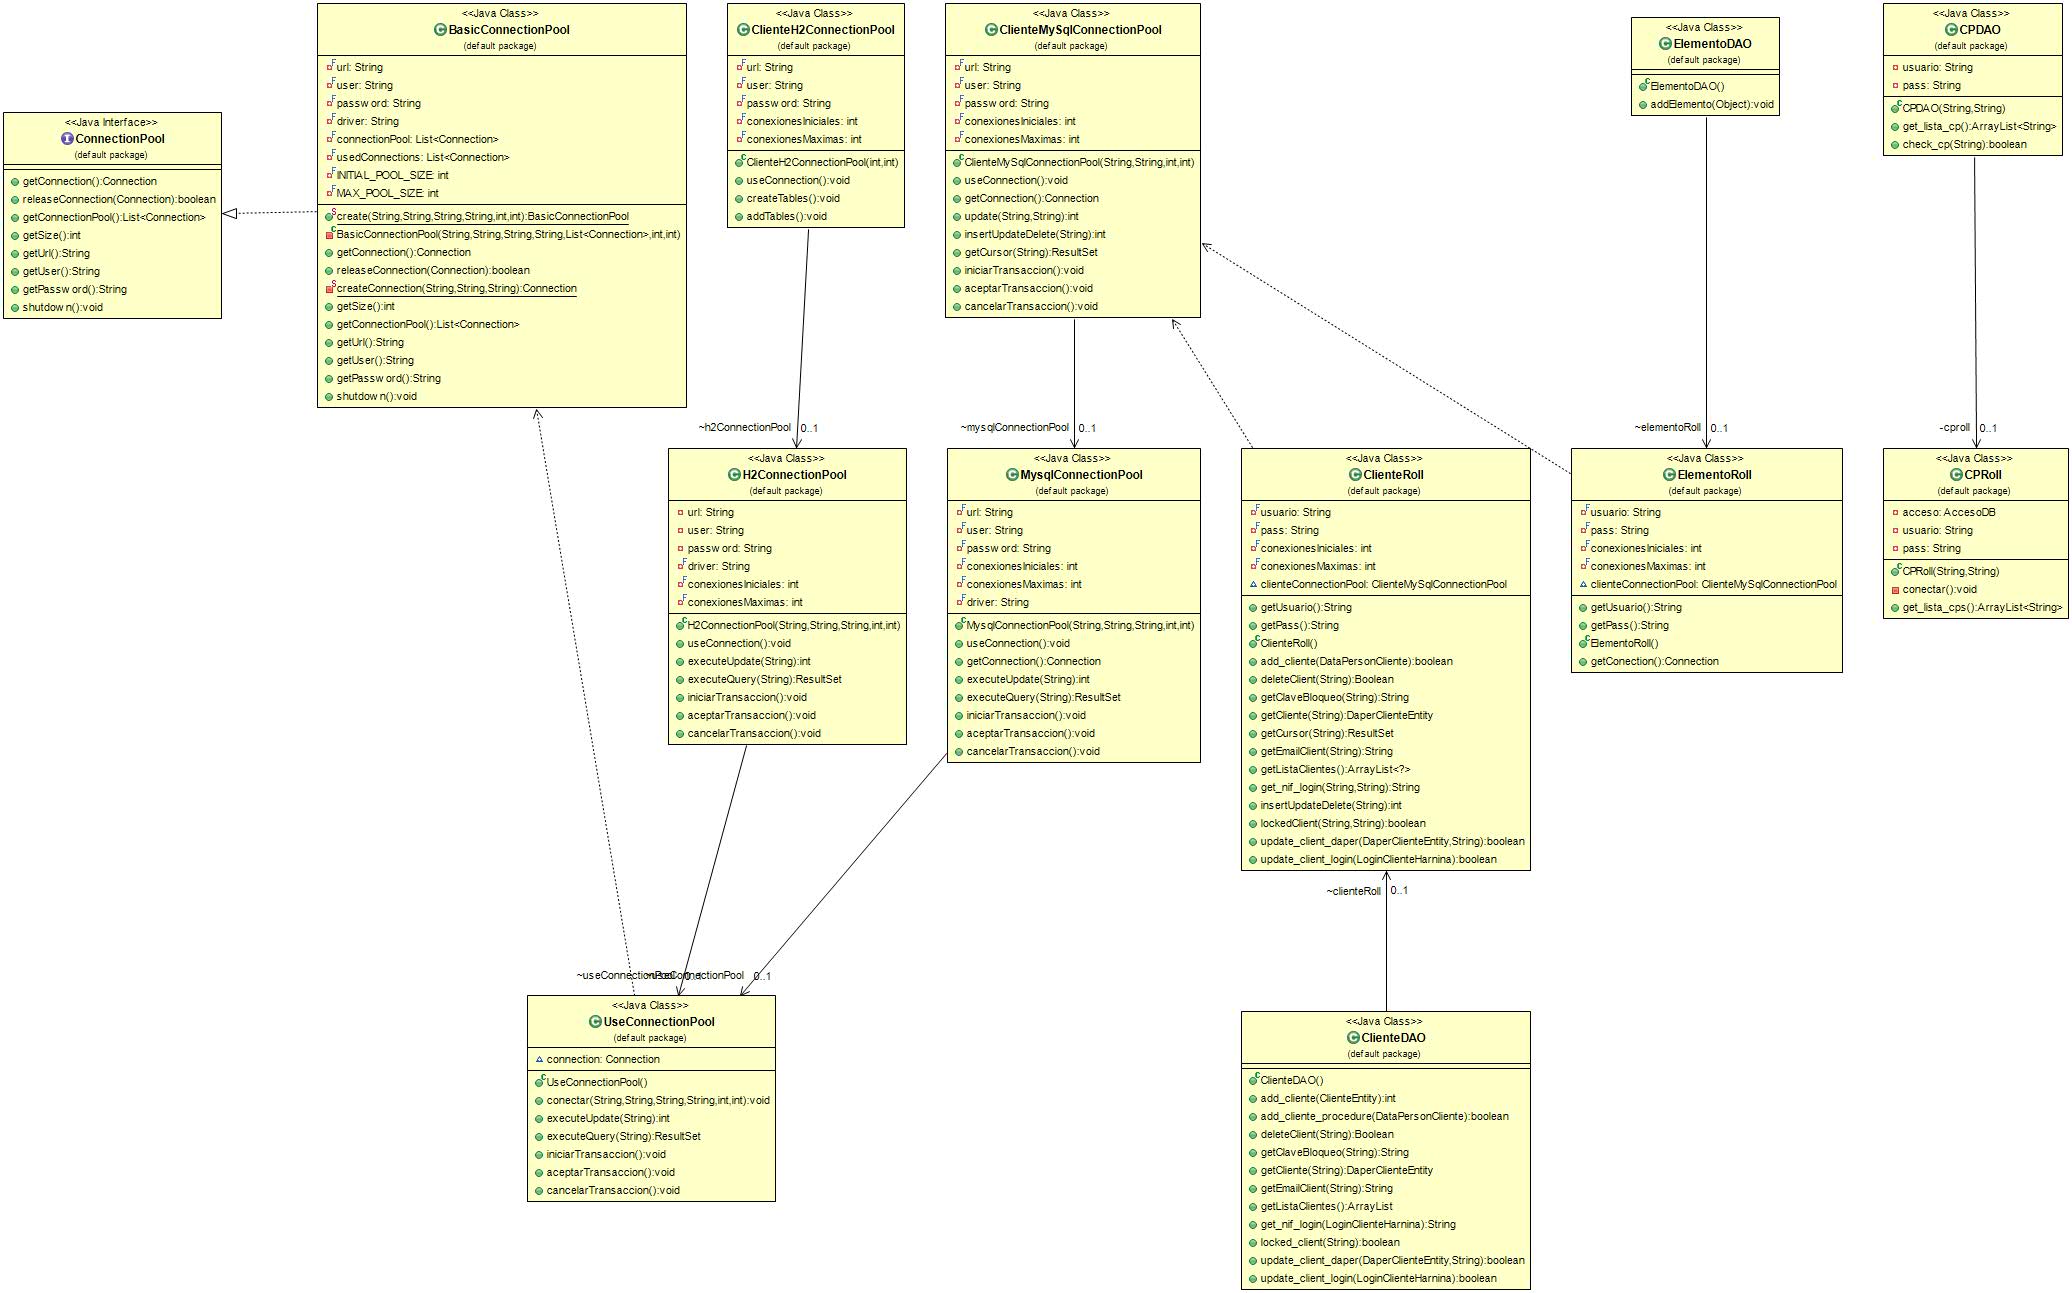 <<Java Interface>>
ConnectionPool
(default package)
getConnection():Connection
releaseConnection(Connection):boolean
getConnectionPool():List<Connection>
getSize():int
getUrl():String
getUser():String
getPassword():String
shutdown():void
<<Java Class>>
BasicConnectionPool
(default package)
url: String
user: String
password: String
driver: String
connectionPool: List<Connection>
usedConnections: List<Connection>
INITIAL_POOL_SIZE: int
MAX_POOL_SIZE: int
create(String,String,String,String,int,int):BasicConnectionPool
BasicConnectionPool(String,String,String,String,List<Connection>,int,int)
getConnection():Connection
releaseConnection(Connection):boolean
createConnection(String,String,String):Connection
getSize():int
getConnectionPool():List<Connection>
getUrl():String
getUser():String
getPassword():String
shutdown():void
<<Java Class>>
ClienteH2ConnectionPool
(default package)
url: String
user: String
password: String
conexionesIniciales: int
conexionesMaximas: int
ClienteH2ConnectionPool(int,int)
useConnection():void
createTables():void
addTables():void
<<Java Class>>
ClienteMySqlConnectionPool
(default package)
url: String
user: String
password: String
conexionesIniciales: int
conexionesMaximas: int
ClienteMySqlConnectionPool(String,String,int,int)
useConnection():void
getConnection():Connection
update(String,String):int
insertUpdateDelete(String):int
getCursor(String):ResultSet
iniciarTransaccion():void
aceptarTransaccion():void
cancelarTransaccion():void
<<Java Class>>
ElementoDAO
(default package)
ElementoDAO()
addElemento(Object):void
<<Java Class>>
CPDAO
(default package)
usuario: String
pass: String
CPDAO(String,String)
get_lista_cp():ArrayList<String>
check_cp(String):boolean
~h2ConnectionPool 0..1
~mysqlConnectionPool 0..1
~elementoRoll 0..1
-cproll 0..1
<<Java Class>>
H2ConnectionPool
(default package)
url: String
user: String
password: String
driver: String
conexionesIniciales: int
conexionesMaximas: int
H2ConnectionPool(String,String,String,int,int)
useConnection():void
executeUpdate(String):int
executeQuery(String):ResultSet
iniciarTransaccion():void
aceptarTransaccion():void
cancelarTransaccion():void
<<Java Class>>
MysqlConnectionPool
(default package)
url: String
user: String
password: String
conexionesIniciales: int
conexionesMaximas: int
driver: String
MysqlConnectionPool(String,String,String,int,int)
useConnection():void
getConnection():Connection
executeUpdate(String):int
executeQuery(String):ResultSet
iniciarTransaccion():void
aceptarTransaccion():void
cancelarTransaccion():void
<<Java Class>>
ClienteRoll
(default package)
usuario: String
pass: String
conexionesIniciales: int
conexionesMaximas: int
clienteConnectionPool: ClienteMySqlConnectionPool
getUsuario():String
getPass():String
ClienteRoll()
add_cliente(DataPersonCliente):boolean
deleteClient(String):Boolean
getClaveBloqueo(String):String
getCliente(String):DaperClienteEntity
getCursor(String):ResultSet
getEmailClient(String):String
getListaClientes():ArrayList<?>
get_nif_login(String,String):String
insertUpdateDelete(String):int
lockedClient(String,String):boolean
update_client_daper(DaperClienteEntity,String):boolean
update_client_login(LoginClienteHarnina):boolean
<<Java Class>>
ElementoRoll
(default package)
usuario: String
pass: String
conexionesIniciales: int
conexionesMaximas: int
clienteConnectionPool: ClienteMySqlConnectionPool
getUsuario():String
getPass():String
ElementoRoll()
getConection():Connection
<<Java Class>>
CPRoll
(default package)
acceso: AccesoDB
usuario: String
pass: String
CPRoll(String,String)
conectar():void
get_lista_cps():ArrayList<String>
~clienteRoll 0..1
~useConnectionPool 0..1
~useConnectionPool 0..1
<<Java Class>>
UseConnectionPool
(default package)
connection: Connection
UseConnectionPool()
conectar(String,String,String,String,int,int):void
executeUpdate(String):int
executeQuery(String):ResultSet
iniciarTransaccion():void
aceptarTransaccion():void
cancelarTransaccion():void
<<Java Class>>
ClienteDAO
(default package)
ClienteDAO()
add_cliente(ClienteEntity):int
add_cliente_procedure(DataPersonCliente):boolean
deleteClient(String):Boolean
getClaveBloqueo(String):String
getCliente(String):DaperClienteEntity
getEmailClient(String):String
getListaClientes():ArrayList
get_nif_login(LoginClienteHarnina):String
locked_client(String):boolean
update_client_daper(DaperClienteEntity,String):boolean
update_client_login(LoginClienteHarnina):boolean